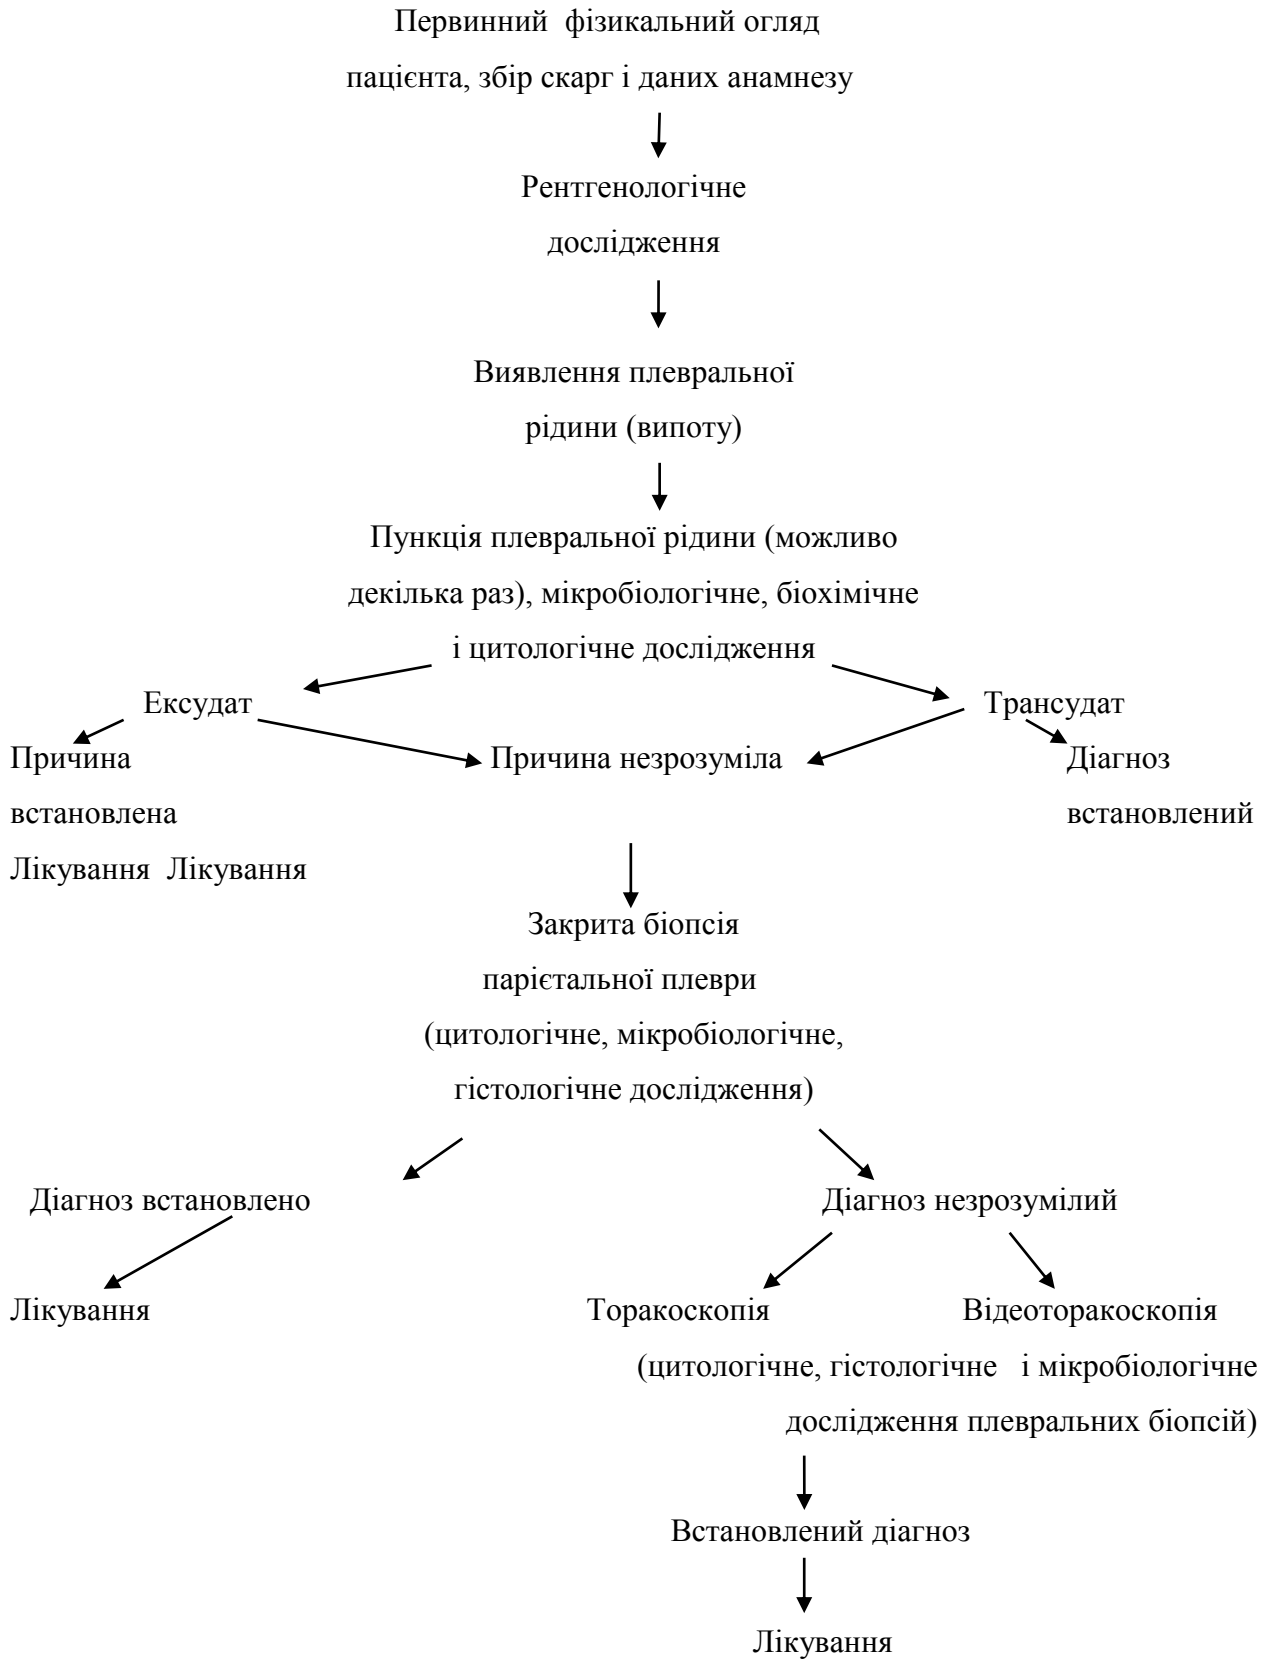 Первинний  фізикальний огляд
пацієнта, збір скарг і даних анамнезу
Рентгенологічне
дослідження
Виявлення плевральної
рідини (випоту)
Пункція плевральної рідини (можливо
декілька раз), мікробіологічне, біохімічне
і цитологічне дослідження
Ексудат Трансудат
Причина Причина незрозуміла Діагноз
встановлена встановлений
Лікування  Лікування
Закрита біопсія
парієтальної плеври
(цитологічне, мікробіологічне,
гістологічне дослідження)
Діагноз встановлено Діагноз незрозумілий
Лікування Торакоскопія Відеоторакоскопія
(цитологічне, гістологічне   і мікробіологічне
дослідження плевральних біопсій)
Встановлений діагноз
Лікування